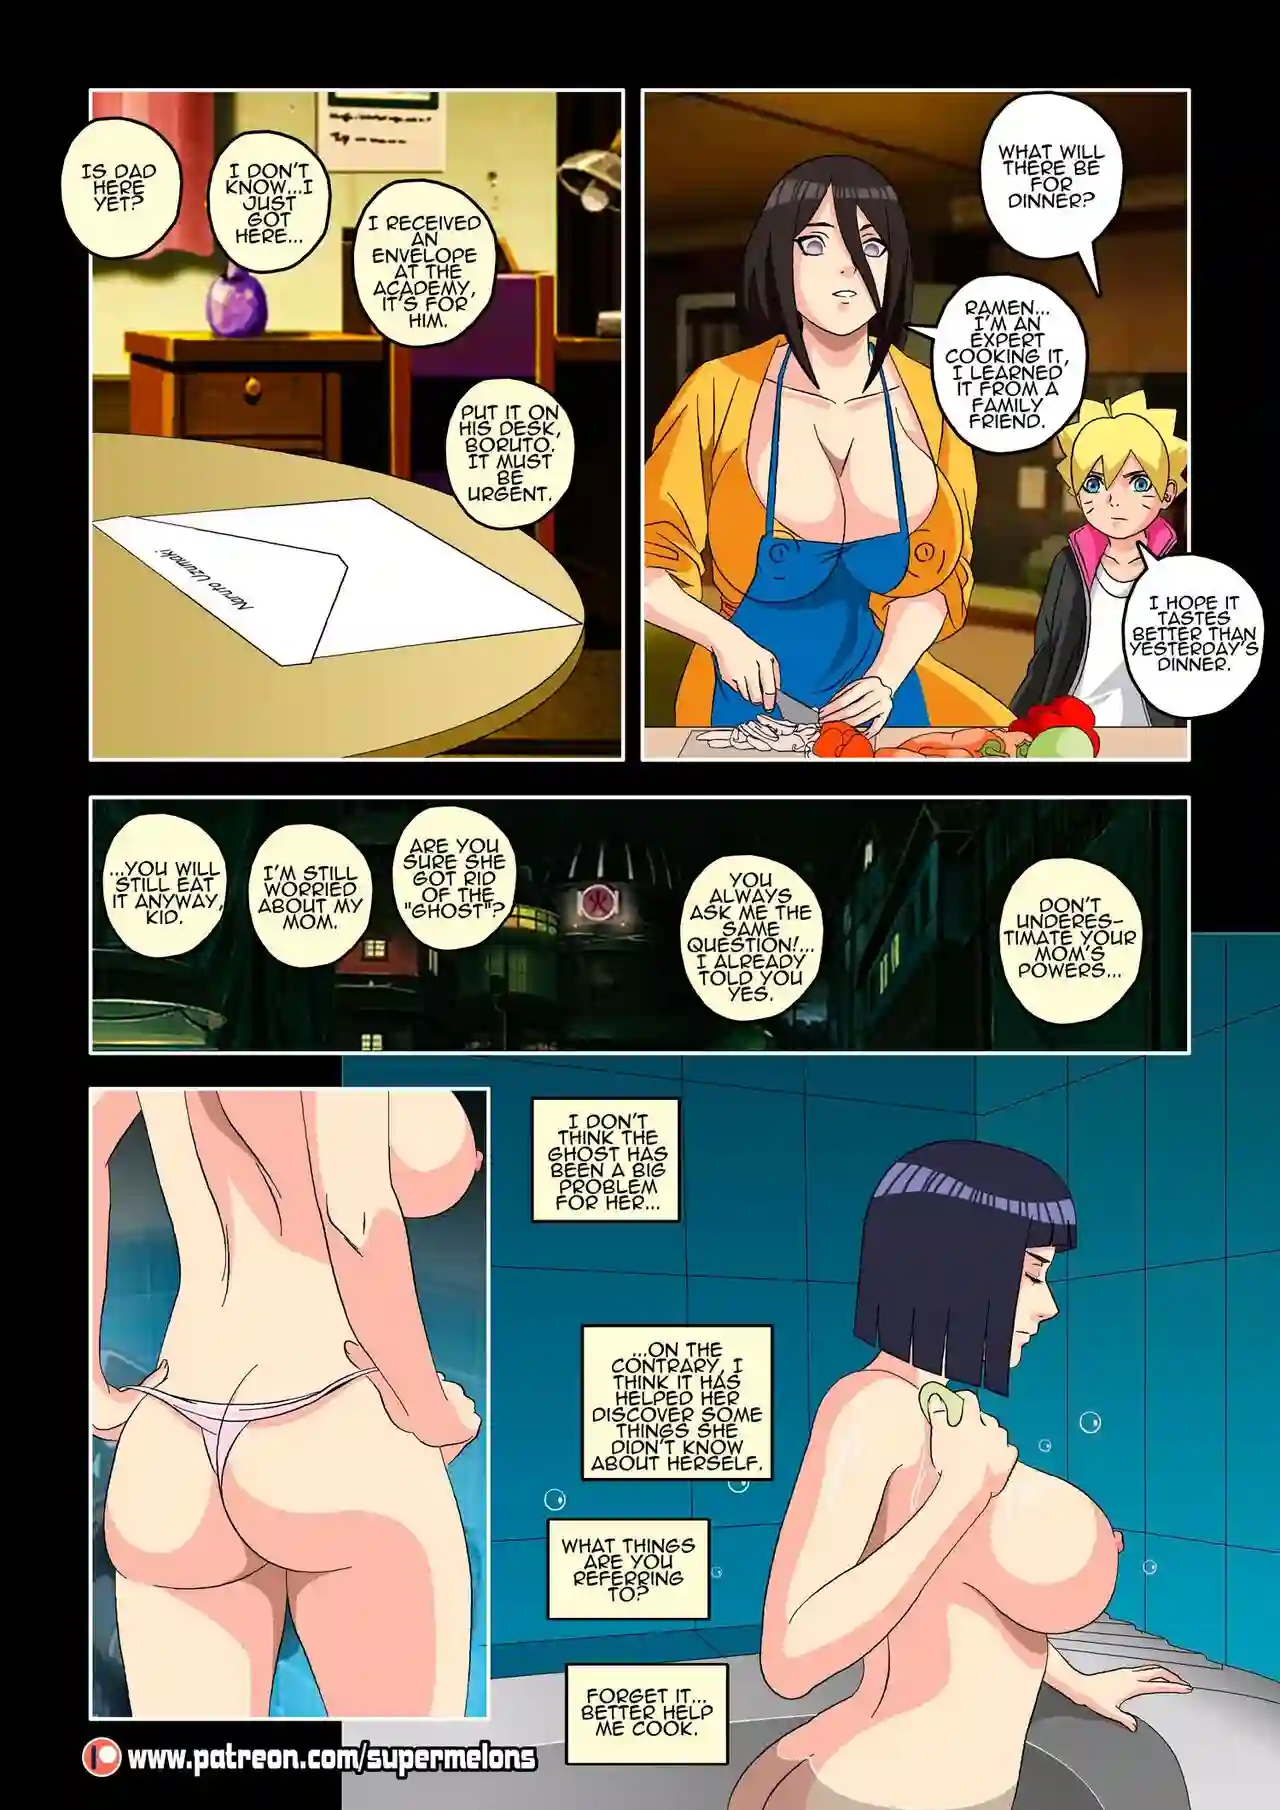 IS DAD
HERE
YET?
I DON'T
KNOW...I
JUST
GOT
HERE...
I RECEIVED
AN
ENVELOPE
AT THE
ACADEMY,
IT'S FOR
HIM.
PUT IT ON
HIS DESK,
BORUTO.
IT MUST
BE
URGENT.
Naruto Uzumaki
WHAT WILL
THERE BE
FOR
DINNER?
RAMEN...
I'M AN
EXPERT
COOKING IT,
I LEARNED
IT FROM A
FAMILY
FRIEND.
I HOPE IT
TASTES
BETTER THAN
YESTERDAY'S
DINNER.
...YOU WILL
STILL EAT
IT ANYWAY,
KID.
I'M STILL
WORRIED
ABOUT MY
MOM.
ARE YOU
SURE SHE
GOT RID
OF THE
"GHOST"?
YOU
ALWAYS
ASK ME THE
SAME
QUESTION!...
I ALREADY
TOLD YOU
YES.
DON'T
UNDERES-
TIMATE YOUR
MOM'S
POWERS...
I DON'T
THINK THE
GHOST HAS
BEEN A BIG
PROBLEM
FOR HER...
...ON THE
CONTRARY, I
THINK IT HAS
HELPED HER
DISCOVER SOME
THINGS SHE
DIDN'T KNOW
ABOUT HERSELF.
WHAT THINGS
ARE YOU
REFERRING
TO?
FORGET IT...
BETTER HELP
ME COOK.
www.patreon.com/supermelons